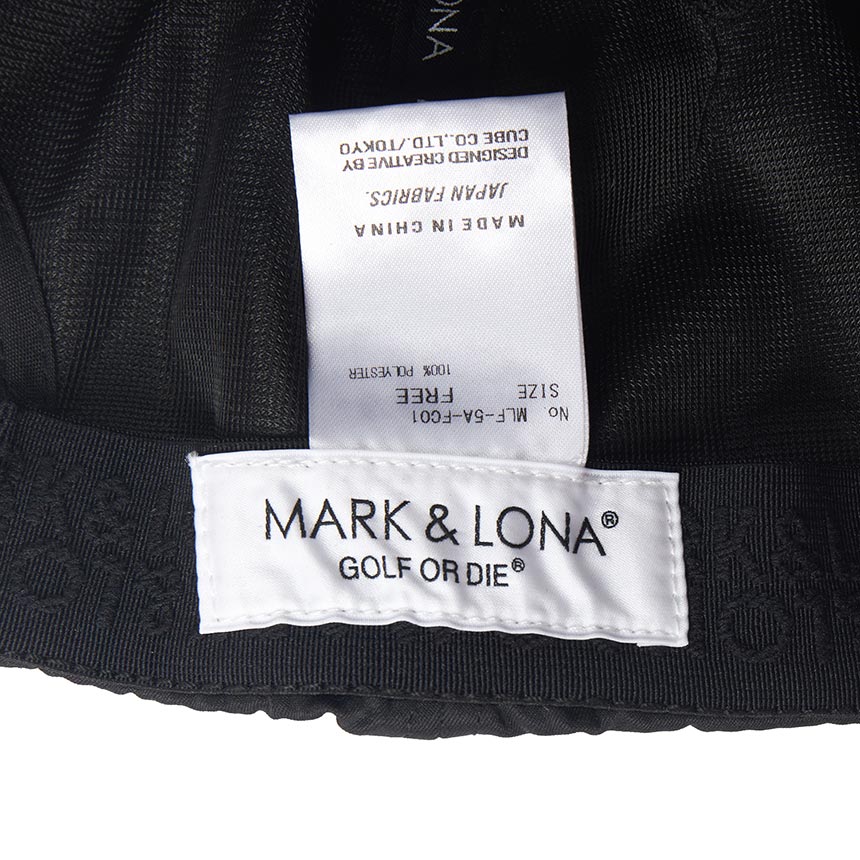 LONA
No. MLF-5A-FC01
SIZE FREE
100% POLYESTER
MADE IN CHINA
JAPAN FABRICS.
DESIGNED CREATIVE BY
CUBE CO.,LTD./TOKYO
MARK & LONA®
GOLF OR DIE®